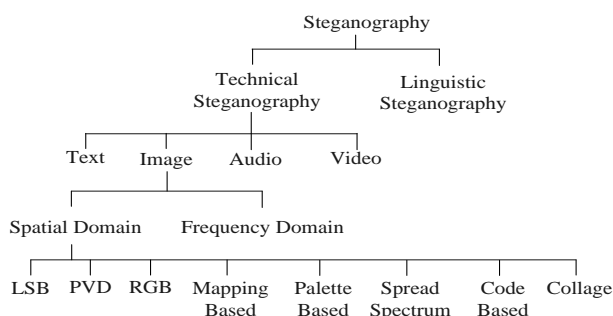 Steganography
Technical
Steganography
Linguistic
Steganography
Text
Image
Audio
Video
Spatial Domain
Frequency Domain
LSB
PVD
RGB
Mapping
Based
Palette
Based
Spread
Spectrum
Code
Based
Collage